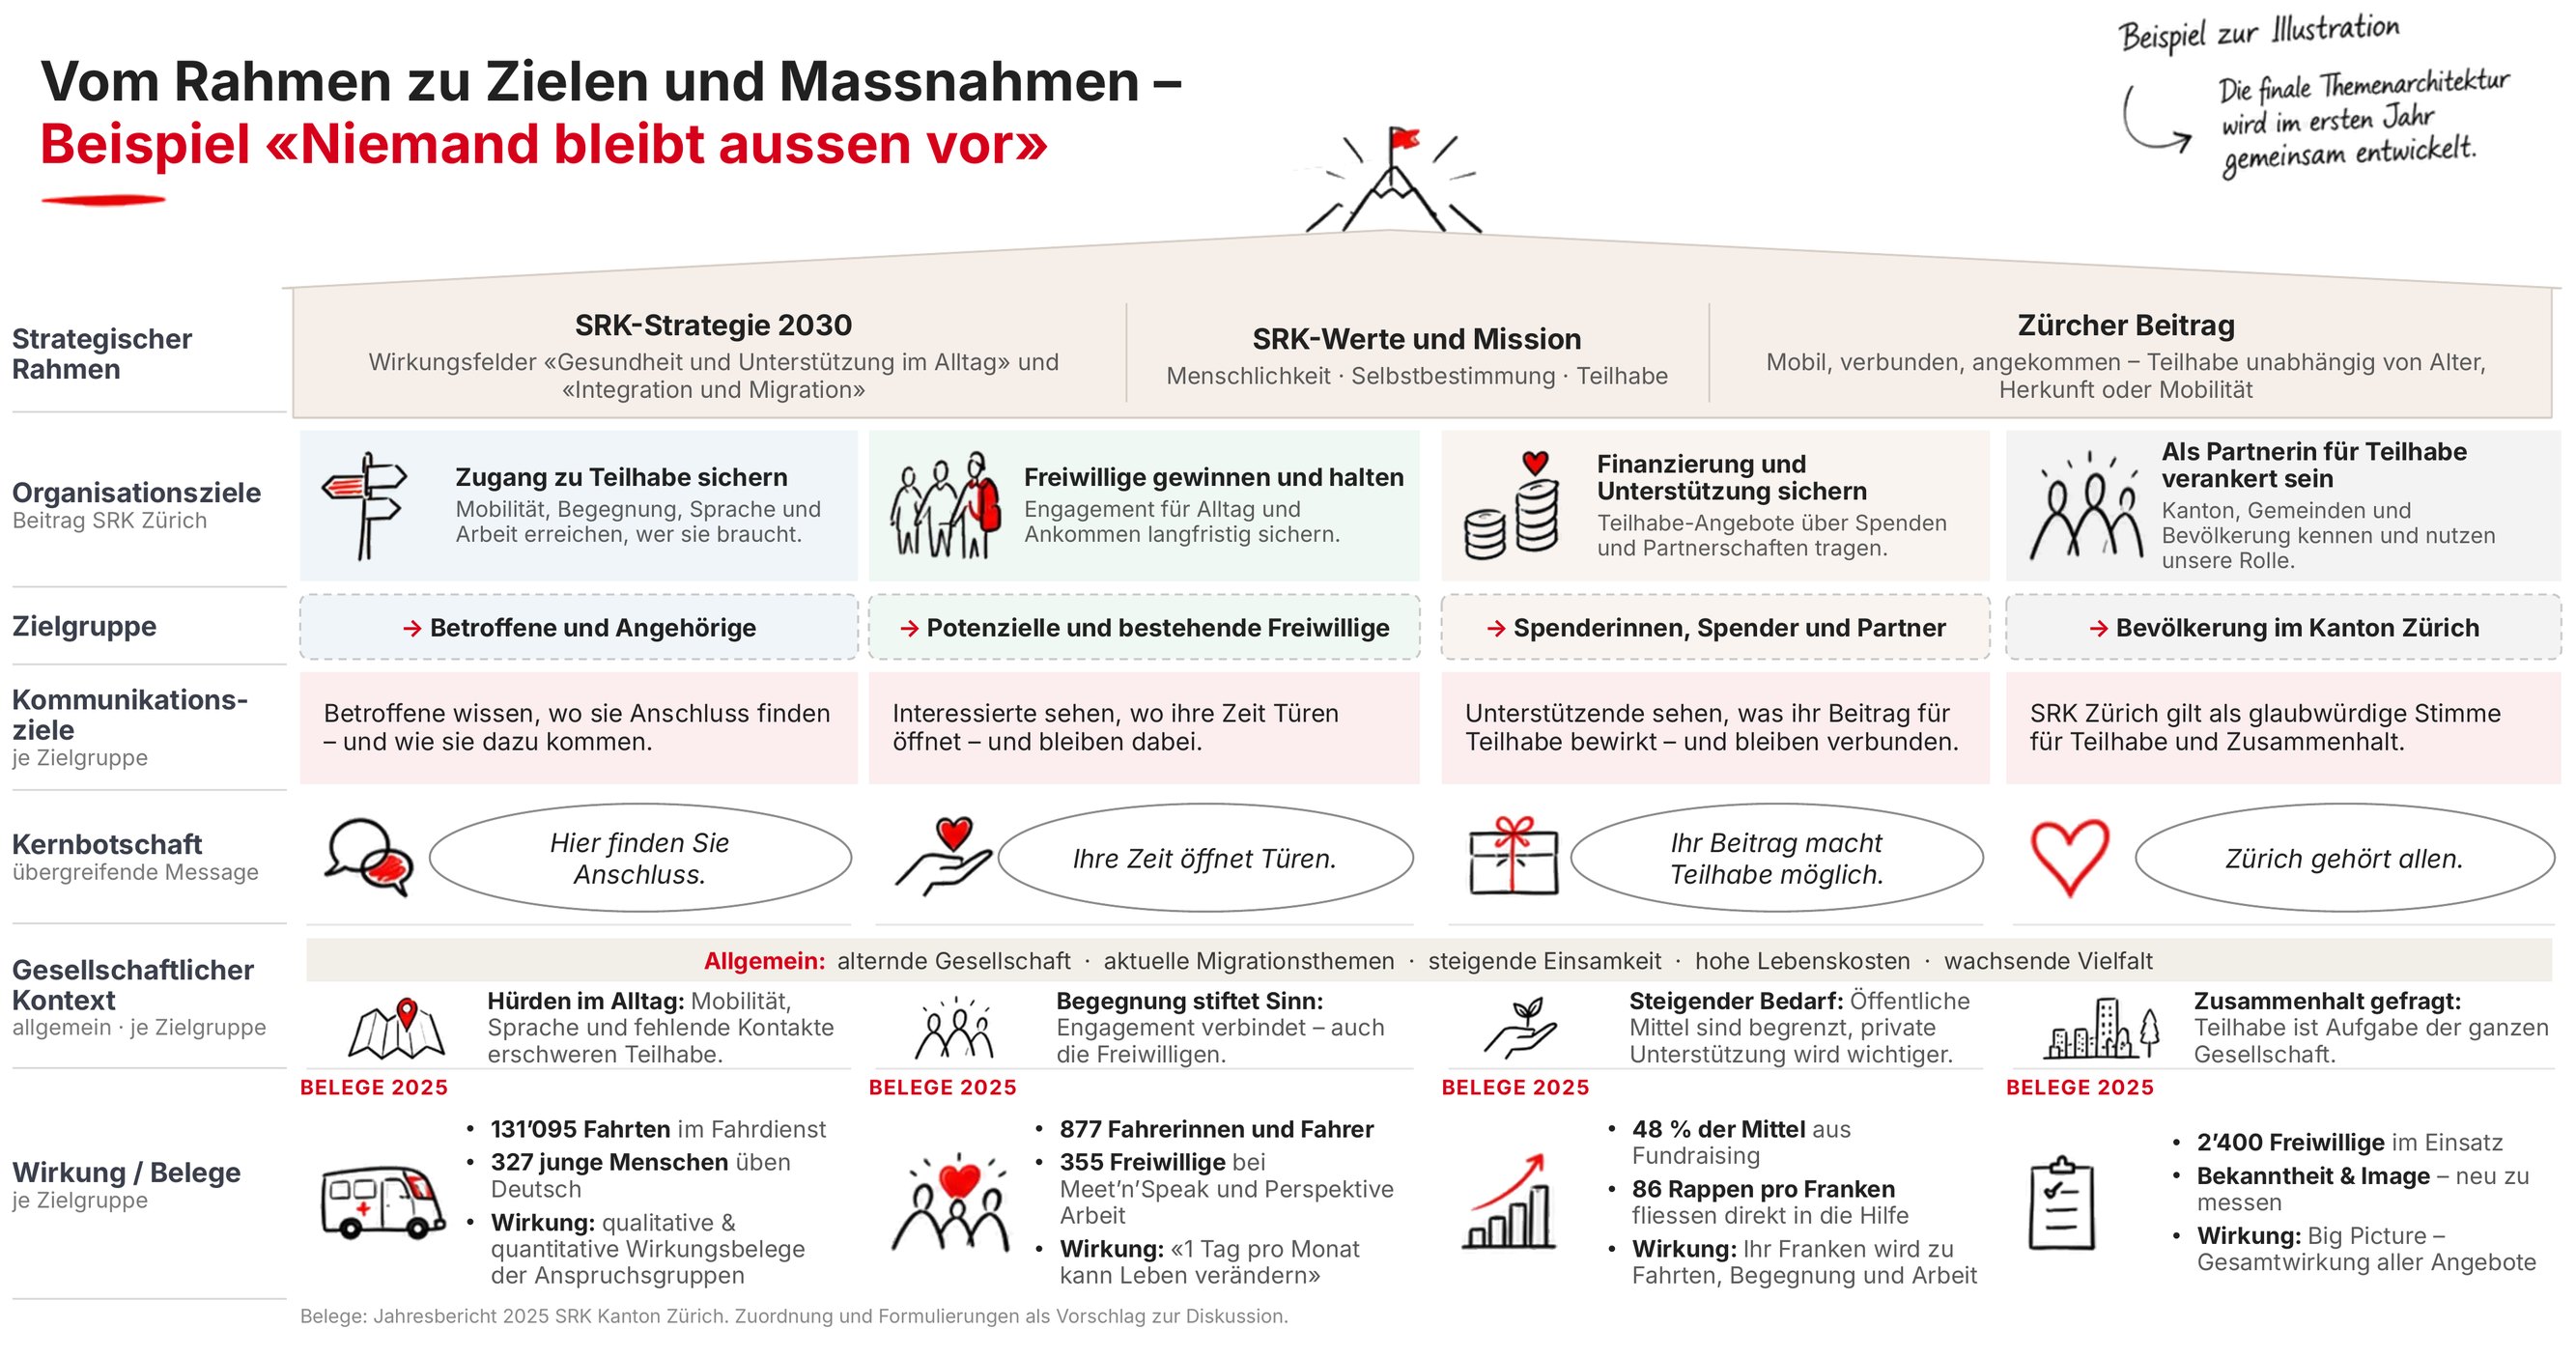 Beispiel zur Illustration
Die finale Themenarchitektur
wird im ersten Jahr
gemeinsam entwickelt.
Vom Rahmen zu Zielen und Massnahmen –
Beispiel «Niemand bleibt aussen vor»
Strategischer
Rahmen
SRK-Strategie 2030
Wirkungsfelder «Gesundheit und Unterstützung im Alltag» und
«Integration und Migration»
SRK-Werte und Mission
Menschlichkeit · Selbstbestimmung · Teilhabe
Zürcher Beitrag
Mobil, verbunden, angekommen – Teilhabe unabhängig von Alter,
Herkunft oder Mobilität
Organisationsziele
Beitrag SRK Zürich
Zugang zu Teilhabe sichern
Mobilität, Begegnung, Sprache und
Arbeit erreichen, wer sie braucht.
Freiwillige gewinnen und halten
Engagement für Alltag und
Ankommen langfristig sichern.
Finanzierung und
Unterstützung sichern
Teilhabe-Angebote über Spenden
und Partnerschaften tragen.
Als Partnerin für Teilhabe
verankert sein
Kanton, Gemeinden und
Bevölkerung kennen und nutzen
unsere Rolle.
Zielgruppe
→ Betroffene und Angehörige
→ Potenzielle und bestehende Freiwillige
→ Spenderinnen, Spender und Partner
→ Bevölkerung im Kanton Zürich
Kommunikations-
ziele
je Zielgruppe
Betroffene wissen, wo sie Anschluss finden
– und wie sie dazu kommen.
Interessierte sehen, wo ihre Zeit Türen
öffnet – und bleiben dabei.
Unterstützende sehen, was ihr Beitrag für
Teilhabe bewirkt – und bleiben verbunden.
SRK Zürich gilt als glaubwürdige Stimme
für Teilhabe und Zusammenhalt.
Kernbotschaft
übergreifende Message
Hier finden Sie
Anschluss.
Ihre Zeit öffnet Türen.
Ihr Beitrag macht
Teilhabe möglich.
Zürich gehört allen.
Gesellschaftlicher
Kontext
allgemein · je Zielgruppe
Allgemein: alternde Gesellschaft · aktuelle Migrationsthemen · steigende Einsamkeit · hohe Lebenskosten · wachsende Vielfalt
Hürden im Alltag: Mobilität,
Sprache und fehlende Kontakte
erschweren Teilhabe.
Begegnung stiftet Sinn:
Engagement verbindet – auch
die Freiwilligen.
Steigender Bedarf: Öffentliche
Mittel sind begrenzt, private
Unterstützung wird wichtiger.
Zusammenhalt gefragt:
Teilhabe ist Aufgabe der ganzen
Gesellschaft.
Wirkung / Belege
je Zielgruppe
BELEGE 2025
• 131’095 Fahrten im Fahrdienst
• 327 junge Menschen üben
Deutsch
• Wirkung: qualitative &
quantitative Wirkungsbelege
der Anspruchsgruppen
BELEGE 2025
• 877 Fahrerinnen und Fahrer
• 355 Freiwillige bei
Meet’n’Speak und Perspektive
Arbeit
• Wirkung: «1 Tag pro Monat
kann Leben verändern»
BELEGE 2025
• 48 % der Mittel aus
Fundraising
• 86 Rappen pro Franken
fliessen direkt in die Hilfe
• Wirkung: Ihr Franken wird zu
Fahrten, Begegnung und Arbeit
BELEGE 2025
• 2’400 Freiwillige im Einsatz
• Bekanntheit & Image – neu zu
messen
• Wirkung: Big Picture –
Gesamtwirkung aller Angebote
Belege: Jahresbericht 2025 SRK Kanton Zürich. Zuordnung und Formulierungen als Vorschlag zur Diskussion.